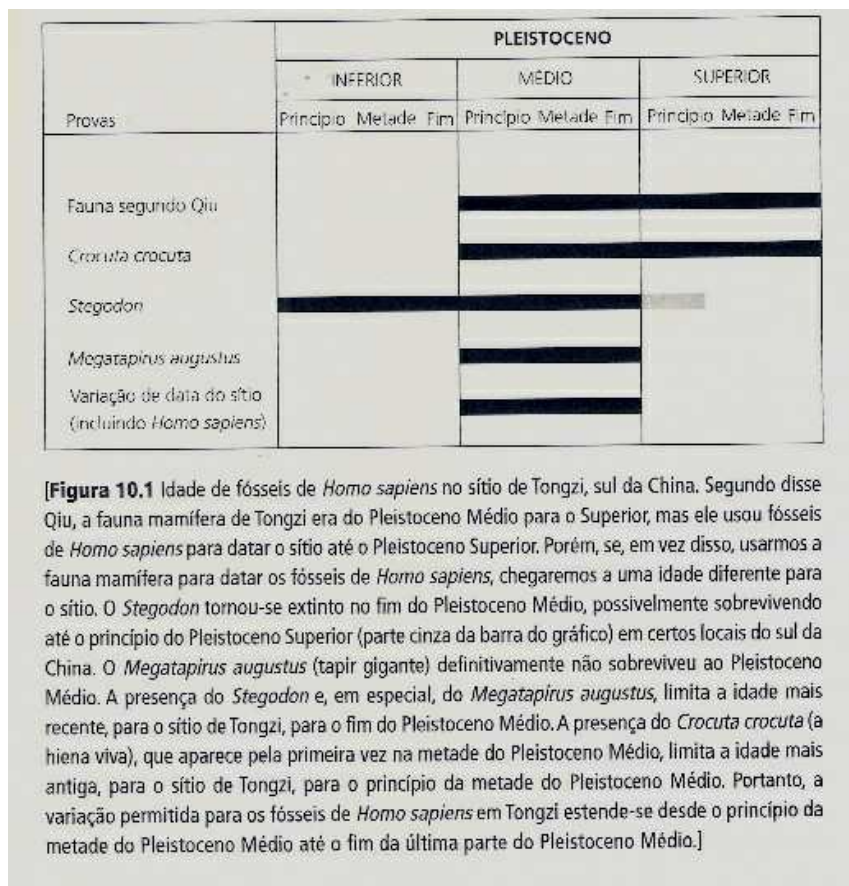 PLEISTOCENO
INFERIOR MÉDIO SUPERIOR
Provas Princípio Metade Fim Princípio Metade Fim Princípio Metade Fim
Fauna segundo Qiu
Crocuta crocuta
Stegodon
Megatapirus augustus
Variação de data do sítio
(incluindo Homo sapiens)
[Figura 10.1 Idade de fósseis de Homo sapiens no sítio de Tongzi, sul da China. Segundo disse
Qiu, a fauna mamífera de Tongzi era do Pleistoceno Médio para o Superior, mas ele usou fósseis
de Homo sapiens para datar o sítio até o Pleistoceno Superior. Porém, se, em vez disso, usarmos a
fauna mamífera para datar os fósseis de Homo sapiens, chegaremos a uma idade diferente para
o sítio. O Stegodon tornou-se extinto no fim do Pleistoceno Médio, possivelmente sobrevivendo
até o princípio do Pleistoceno Superior (parte cinza da barra do gráfico) em certos locais do sul da
China. O Megatapirus augustus (tapir gigante) definitivamente não sobreviveu ao Pleistoceno
Médio. A presença do Stegodon e, em especial, do Megatapirus augustus, limita a idade mais
recente, para o sítio de Tongzi, para o fim do Pleistoceno Médio. A presença do Crocuta crocuta (a
hiena viva), que aparece pela primeira vez na metade do Pleistoceno Médio, limita a idade mais
antiga, para o sítio de Tongzi, para o princípio da metade do Pleistoceno Médio. Portanto, a
variação permitida para os fósseis de Homo sapiens em Tongzi estende-se desde o princípio da
metade do Pleistoceno Médio até o fim da última parte do Pleistoceno Médio.]